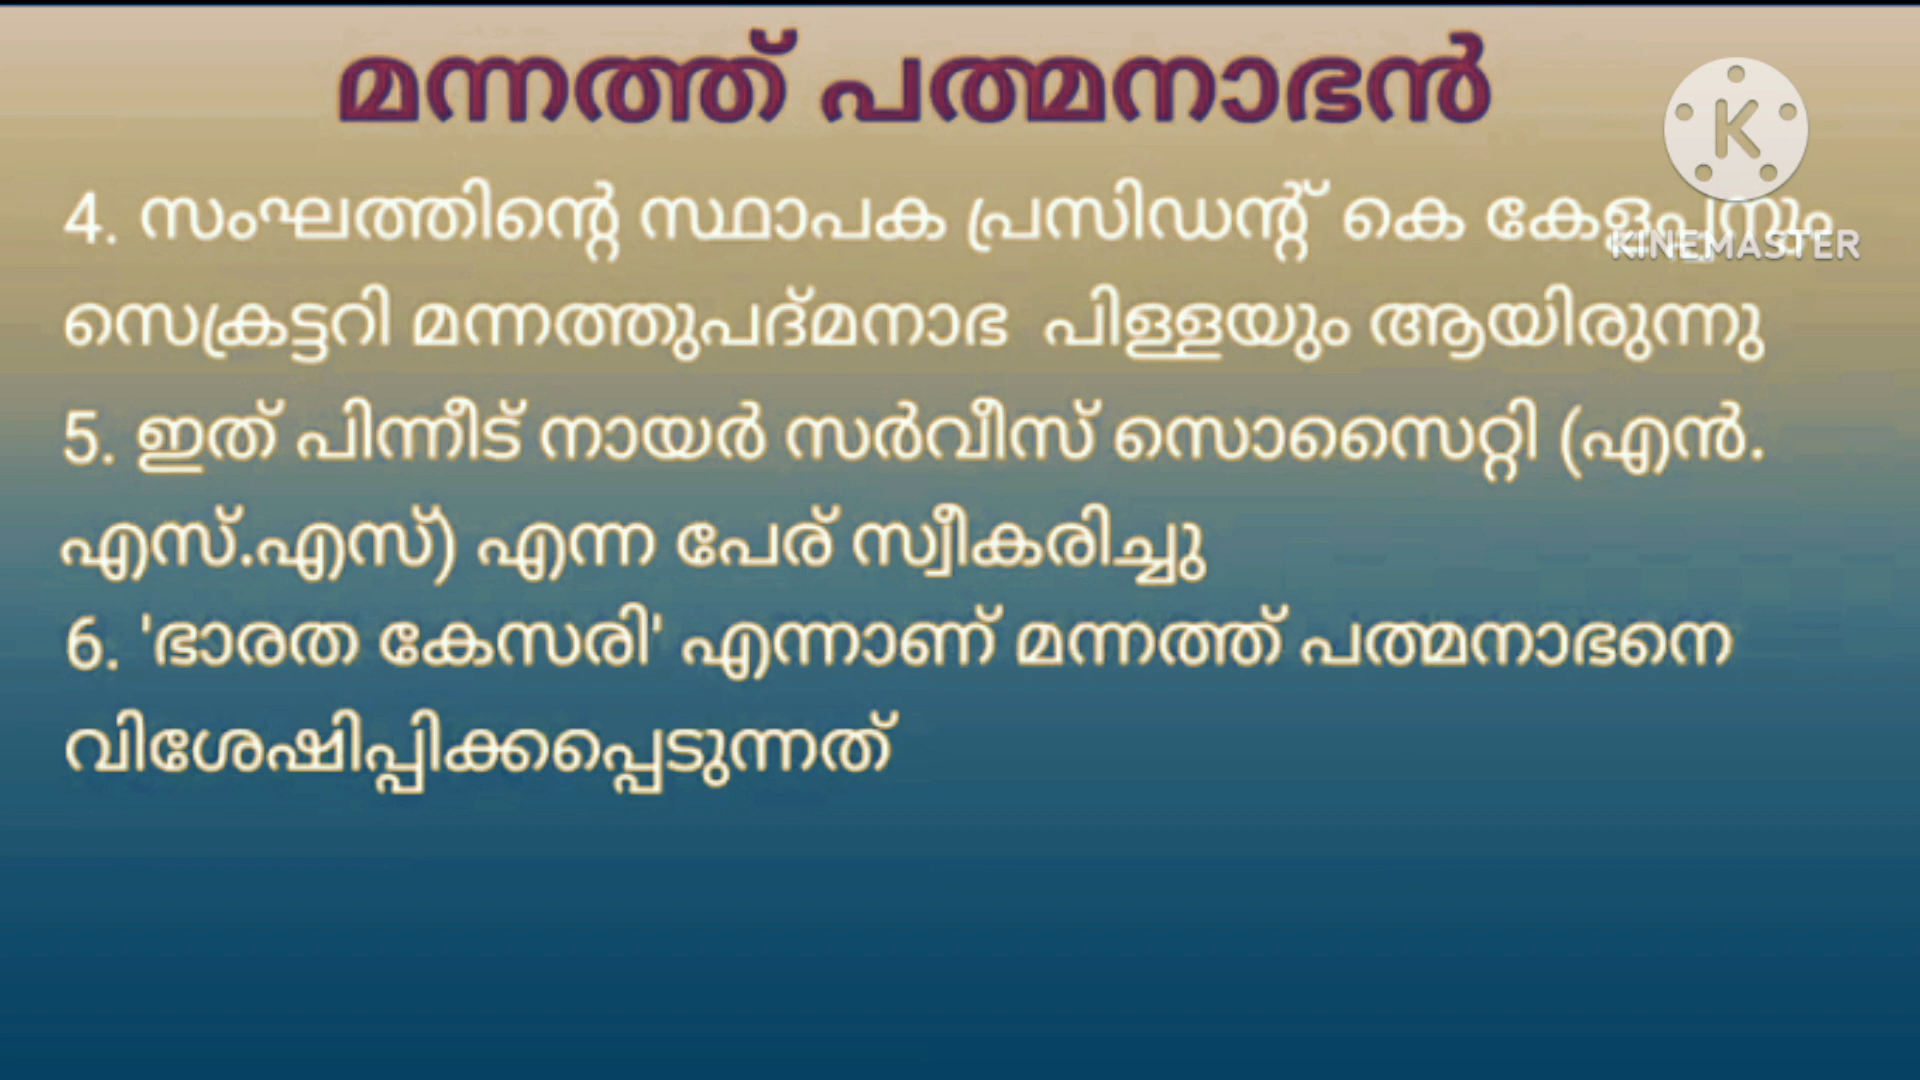 മന്നത്ത് പത്മനാഭൻ
K
4. സംഘത്തിന്റെ സ്ഥാപക പ്രസിഡന്റ് കെ കേളപ്പനും
KINEMASTER
സെക്രട്ടറി മന്നത്തുപദ്മനാഭ പിള്ളയും ആയിരുന്നു
5. ഇത് പിന്നീട് നായർ സർവീസ് സൊസൈറ്റി (എൻ.
എസ്.എസ്) എന്ന പേര് സ്വീകരിച്ചു
6. 'ഭാരത കേസരി' എന്നാണ് മന്നത്ത് പത്മനാഭനെ
വിശേഷിപ്പിക്കപ്പെടുന്നത്